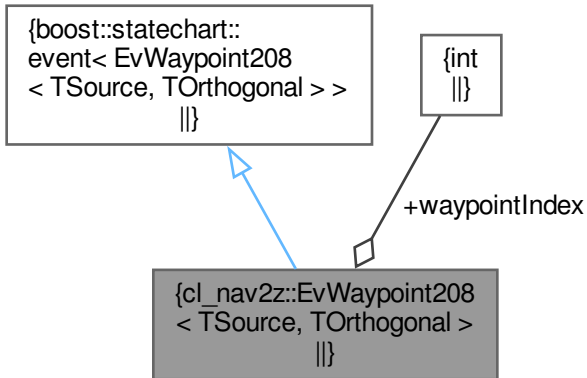 {boost::statechart::
event< EvWaypoint208
< TSource, TOrthogonal > >
||}
{int
||}
+waypointIndex
{cl_nav2z::EvWaypoint208
< TSource, TOrthogonal >
||}